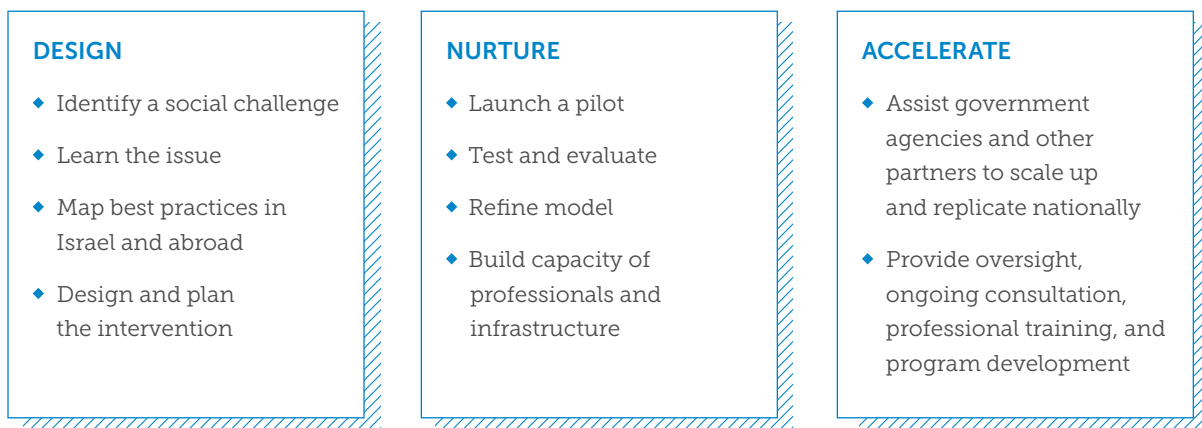 DESIGN
◆ Identify a social challenge
◆ Learn the issue
◆ Map best practices in
Israel and abroad
◆ Design and plan
the intervention
NURTURE
◆ Launch a pilot
◆ Test and evaluate
◆ Refine model
◆ Build capacity of
professionals and
infrastructure
ACCELERATE
◆ Assist government
agencies and other
partners to scale up
and replicate nationally
◆ Provide oversight,
ongoing consultation,
professional training, and
program development